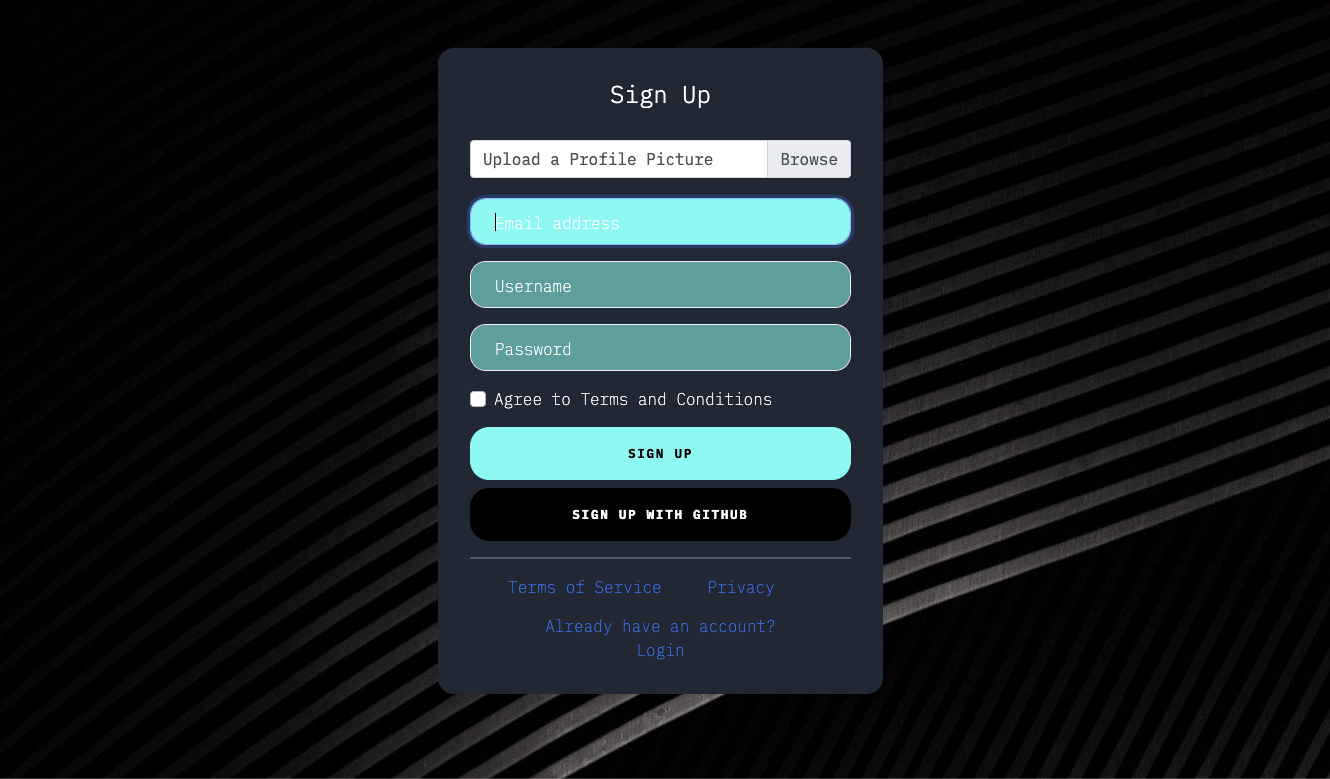 Sign Up
Upload a Profile Picture Browse
Email address
Username
Password
Agree to Terms and Conditions
SIGN UP
SIGN UP WITH GITHUB
Terms of Service Privacy
Already have an account?
Login